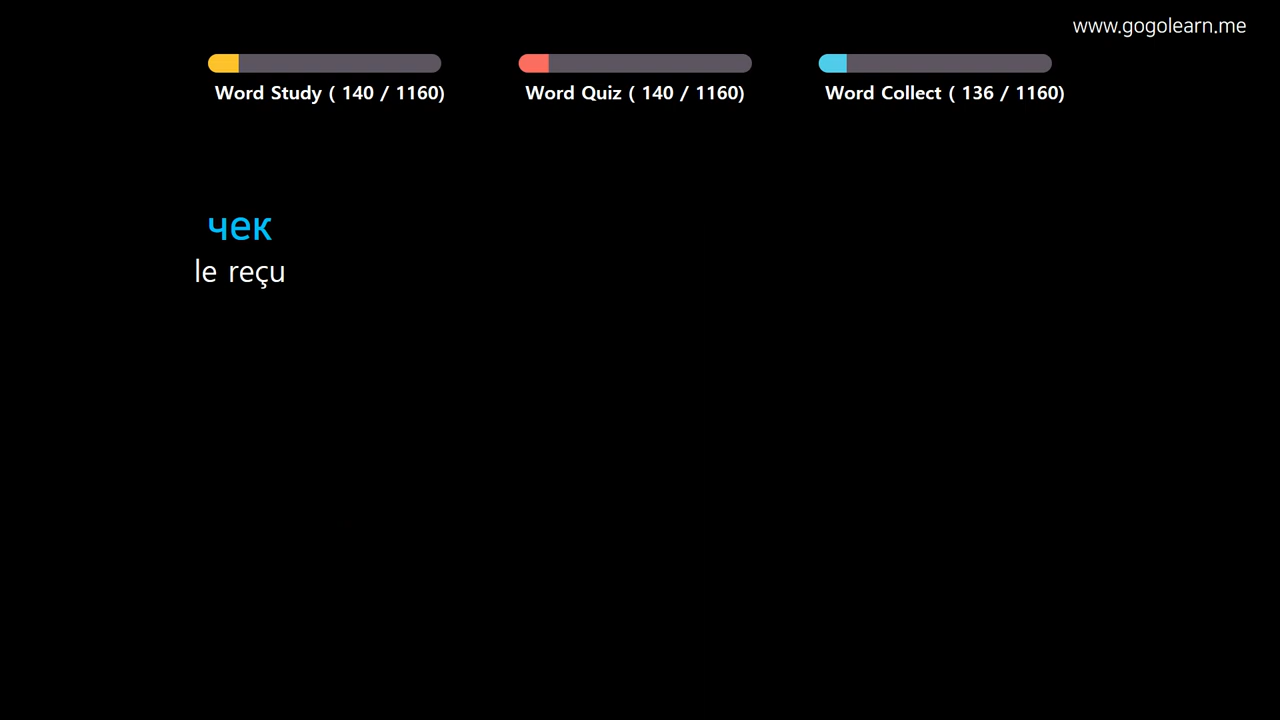 www.gogolearn.me
Word Study ( 140 / 1160)
Word Quiz ( 140 / 1160)
Word Collect ( 136 / 1160)
чек
le reçu